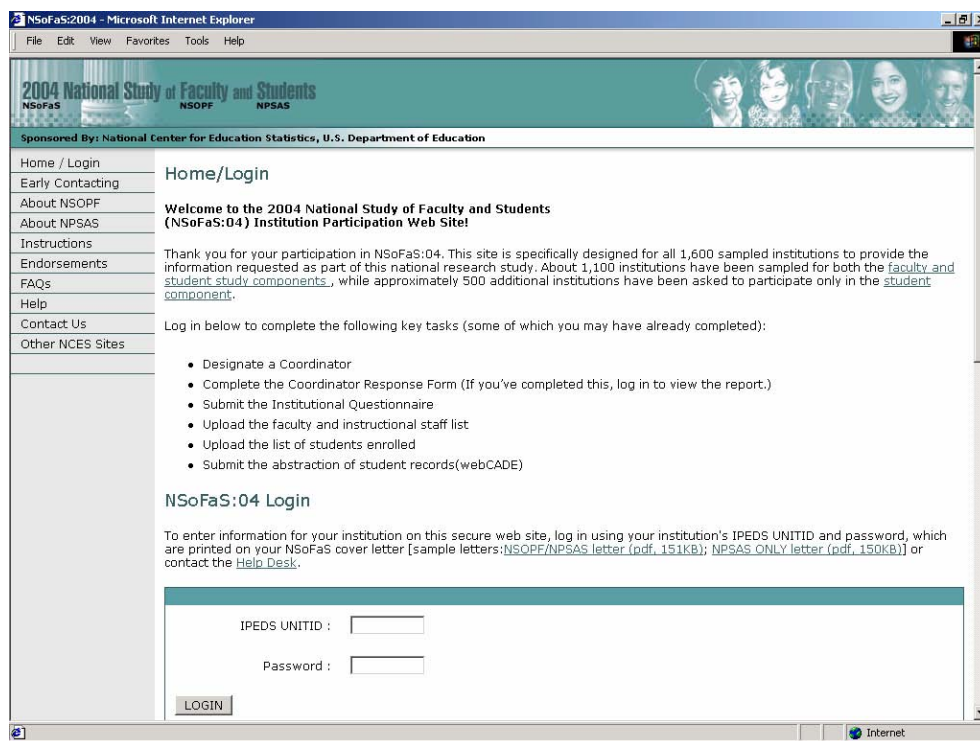 NSoFaS:2004 - Microsoft Internet Explorer
File Edit View Favorites Tools Help
2004 National Study of Faculty and Students
NSoFaS NSOPF NPSAS
Sponsored By: National Center for Education Statistics, U.S. Department of Education
Home / Login
Early Contacting
About NSOPF
About NPSAS
Instructions
Endorsements
FAQs
Help
Contact Us
Other NCES Sites
Home/Login
Welcome to the 2004 National Study of Faculty and Students
(NSoFaS:04) Institution Participation Web Site!
Thank you for your participation in NSoFaS:04. This site is specifically designed for all 1,600 sampled institutions to provide the
information requested as part of this national research study. About 1,100 institutions have been sampled for both the faculty and
student study components , while approximately 500 additional institutions have been asked to participate only in the student
component.
Log in below to complete the following key tasks (some of which you may have already completed):
• Designate a Coordinator
• Complete the Coordinator Response Form (If you've completed this, log in to view the report.)
• Submit the Institutional Questionnaire
• Upload the faculty and instructional staff list
• Upload the list of students enrolled
• Submit the abstraction of student records(webCADE)
NSoFaS:04 Login
To enter information for your institution on this secure web site, log in using your institution's IPEDS UNITID and password, which
are printed on your NSoFaS cover letter [sample letters:NSOPF/NPSAS letter (pdf, 151KB); NPSAS ONLY letter (pdf, 150KB)] or
contact the Help Desk.
IPEDS UNITID :
Password :
LOGIN
Internet